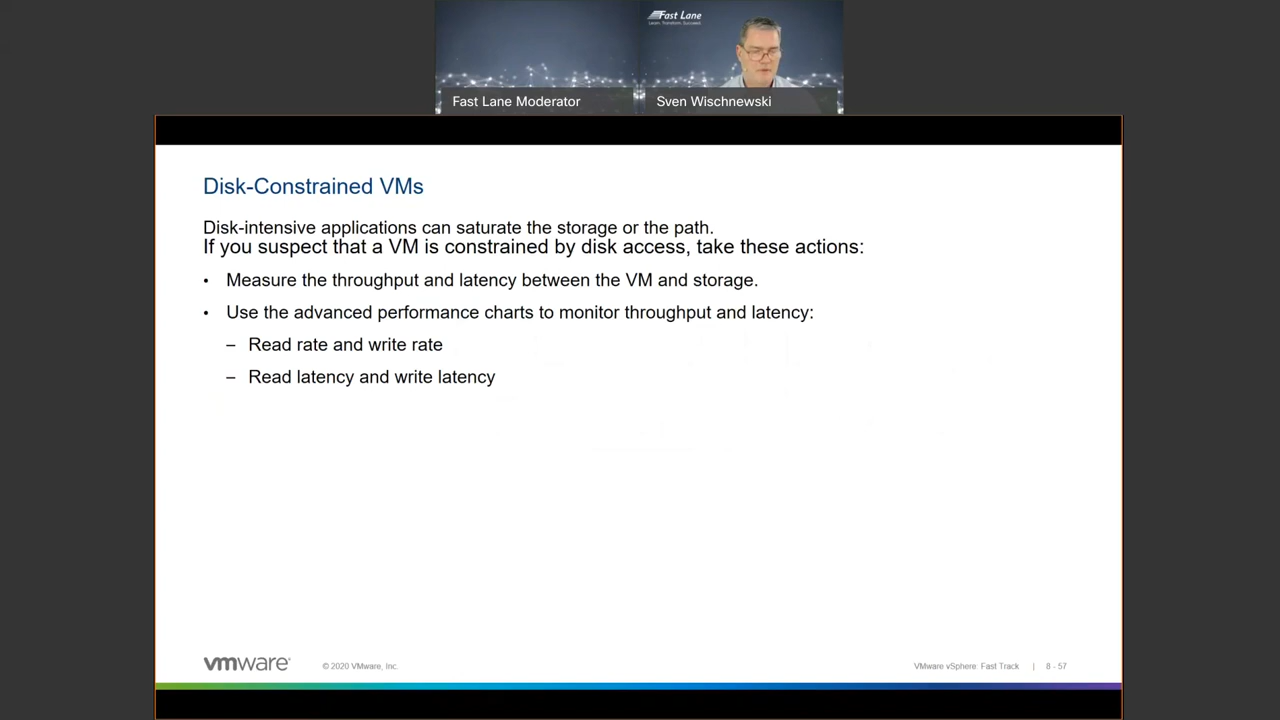 Fast Lane
Learn. Transform. Succeed.
Fast Lane Moderator
Sven Wischnewski
Disk-Constrained VMs
Disk-intensive applications can saturate the storage or the path.
If you suspect that a VM is constrained by disk access, take these actions:
• Measure the throughput and latency between the VM and storage.
• Use the advanced performance charts to monitor throughput and latency:
– Read rate and write rate
– Read latency and write latency
vmware®
© 2020 VMware, Inc.
VMware vSphere: Fast Track | 8 - 57